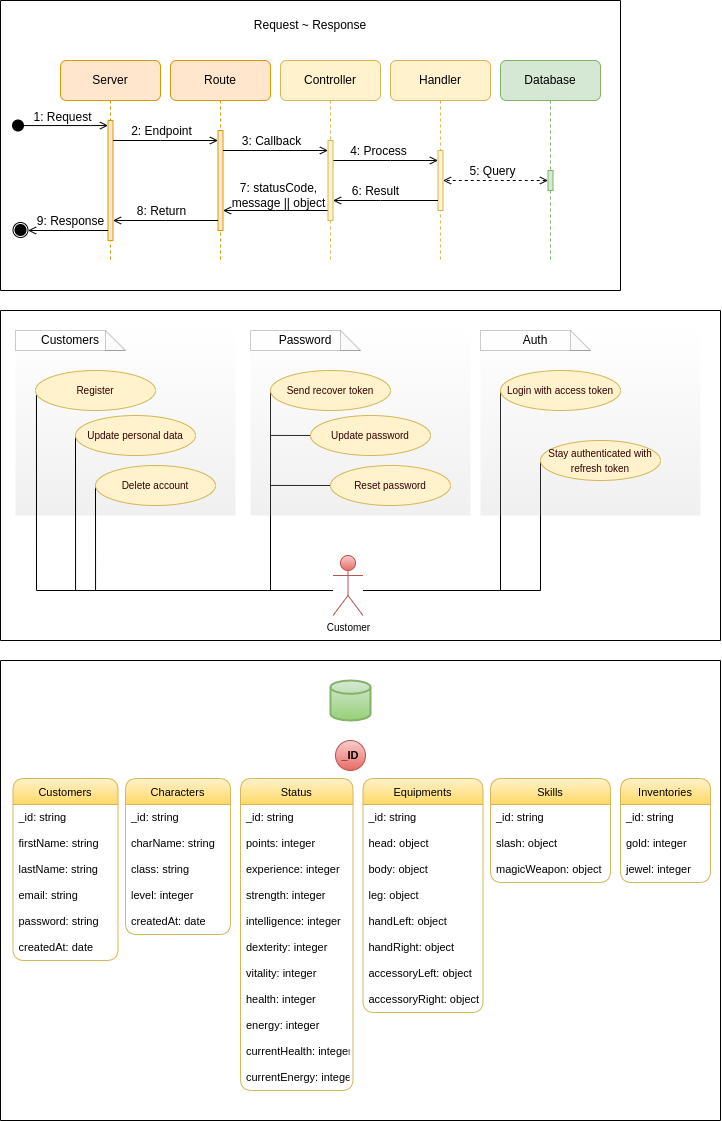 Request ~ Response
Server
Route
Controller
Handler
Database
1: Request
2: Endpoint
3: Callback
4: Process
5: Query
6: Result
7: statusCode,
message || object
8: Return
9: Response
Customers
Password
Auth
Register
Update personal data
Delete account
Send recover token
Update password
Reset password
Login with access token
Stay authenticated with
refresh token
Customer
_ID
Customers
_id: string
firstName: string
lastName: string
email: string
password: string
createdAt: date
Characters
_id: string
charName: string
class: string
level: integer
createdAt: date
Status
_id: string
points: integer
experience: integer
strength: integer
intelligence: integer
dexterity: integer
vitality: integer
health: integer
energy: integer
currentHealth: integer
currentEnergy: intege
Equipments
_id: string
head: object
body: object
leg: object
handLeft: object
handRight: object
accessoryLeft: object
accessoryRight: object
Skills
_id: string
slash: object
magicWeapon: object
Inventories
_id: string
gold: integer
jewel: integer